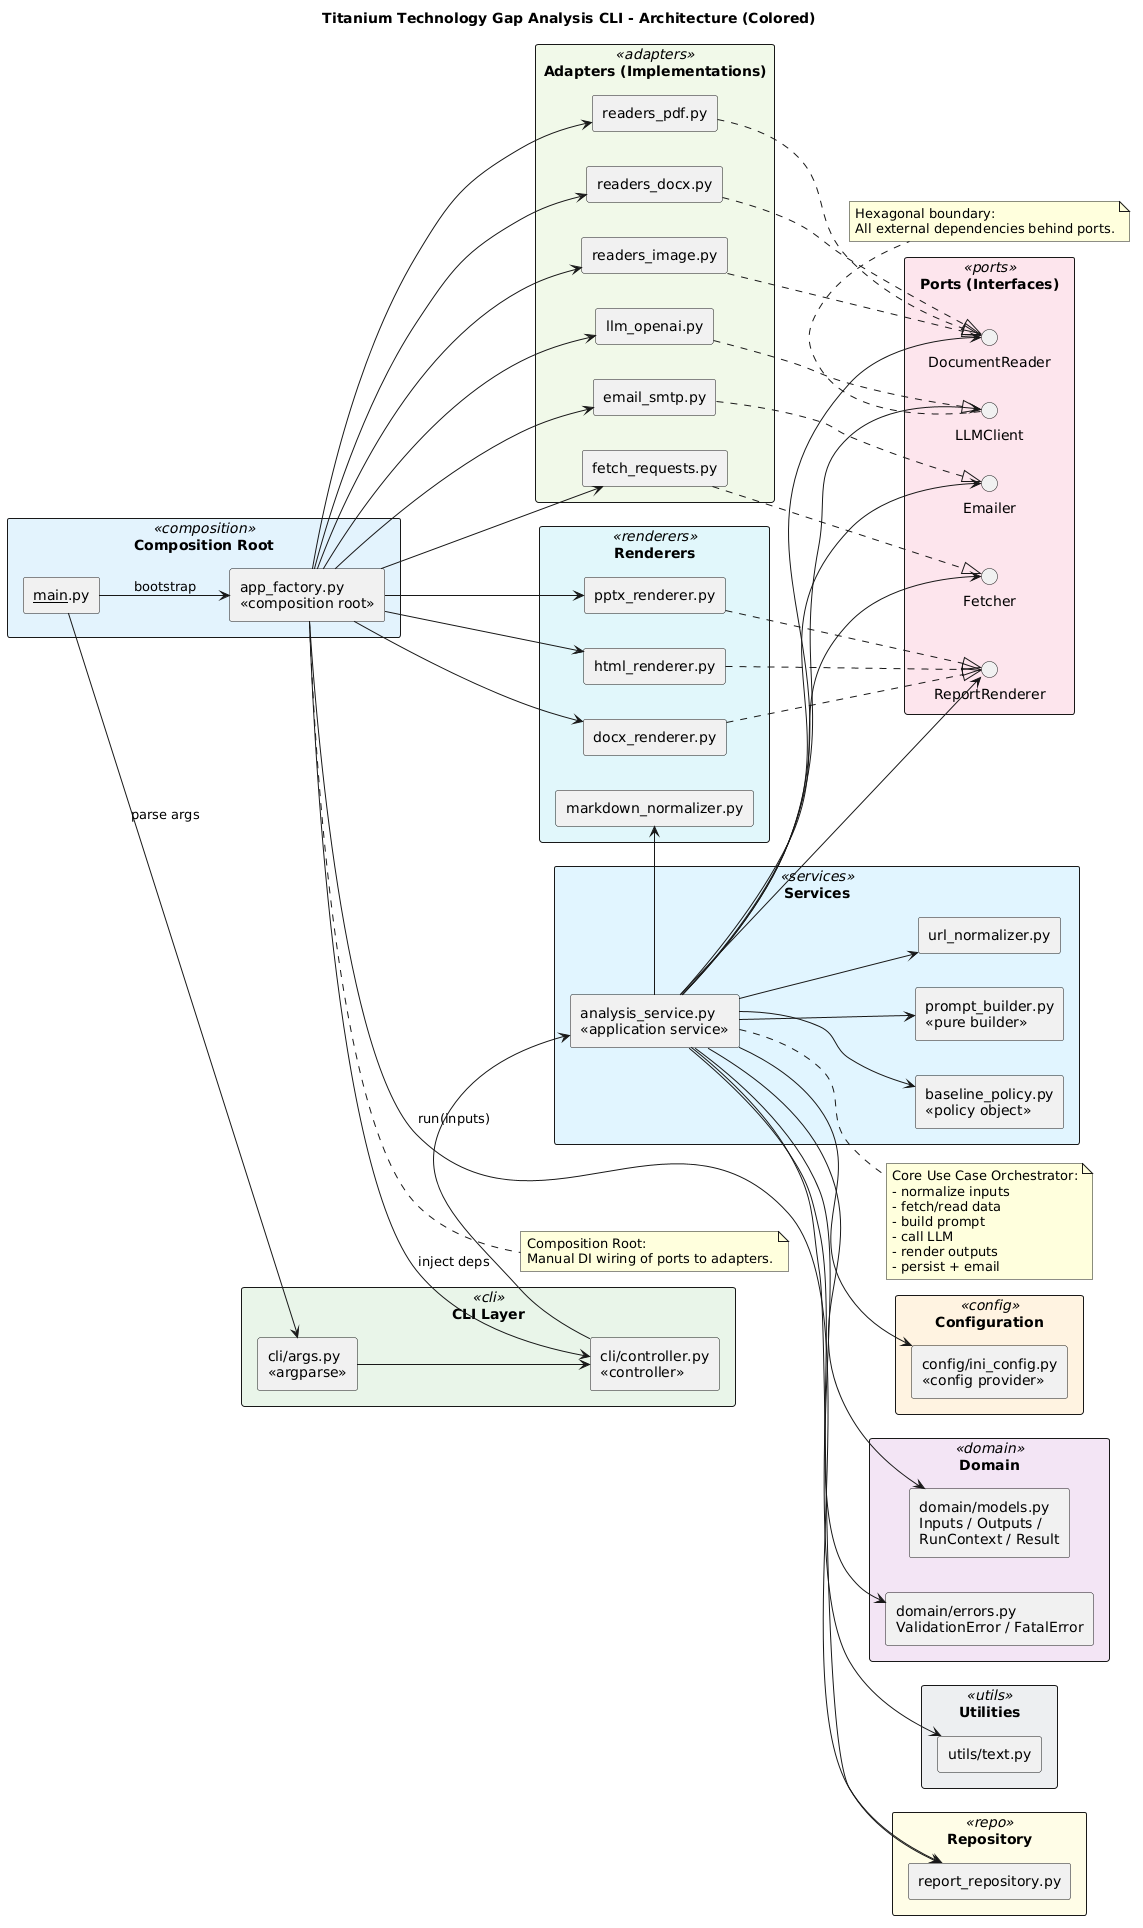 Titanium Technology Gap Analysis CLI - Architecture (Colored)
«adapters»
Adapters (Implementations)
readers_pdf.py
readers_docx.py
readers_image.py
llm_openai.py
email_smtp.py
fetch_requests.py
Hexagonal boundary:
All external dependencies behind ports.
«ports»
Ports (Interfaces)
DocumentReader
LLMClient
Emailer
Fetcher
ReportRenderer
«composition»
Composition Root
main.py
bootstrap
app_factory.py
«composition root»
«renderers»
Renderers
pptx_renderer.py
html_renderer.py
docx_renderer.py
markdown_normalizer.py
parse args
«services»
Services
url_normalizer.py
analysis_service.py
«application service»
prompt_builder.py
«pure builder»
baseline_policy.py
«policy object»
run(inputs)
Core Use Case Orchestrator:
- normalize inputs
- fetch/read data
- build prompt
- call LLM
- render outputs
- persist + email
Composition Root:
Manual DI wiring of ports to adapters.
inject deps
«cli»
CLI Layer
cli/args.py
«argparse»
cli/controller.py
«controller»
«config»
Configuration
config/ini_config.py
«config provider»
«domain»
Domain
domain/models.py
Inputs / Outputs /
RunContext / Result
domain/errors.py
ValidationError / FatalError
«utils»
Utilities
utils/text.py
«repo»
Repository
report_repository.py